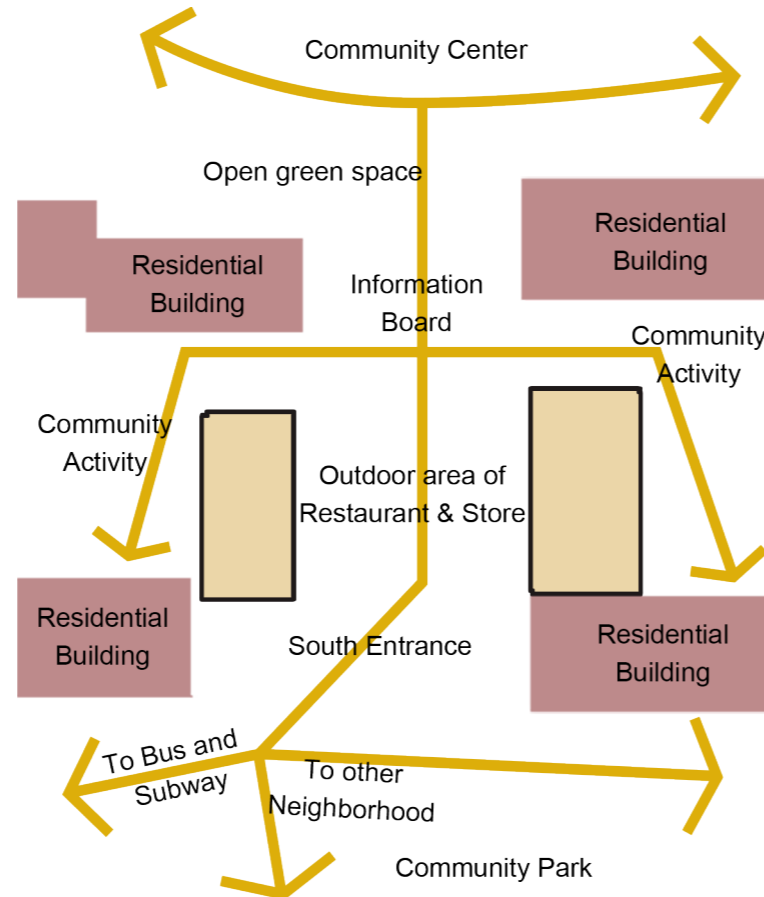 Community Center
Open green space
Residential
Building
Residential
Building
Information
Board
Community
Activity
Community
Activity
Outdoor area of
Restaurant & Store
Residential
Building
South Entrance
Residential
Building
To Bus and
Subway
To other
Neighborhood
Community Park